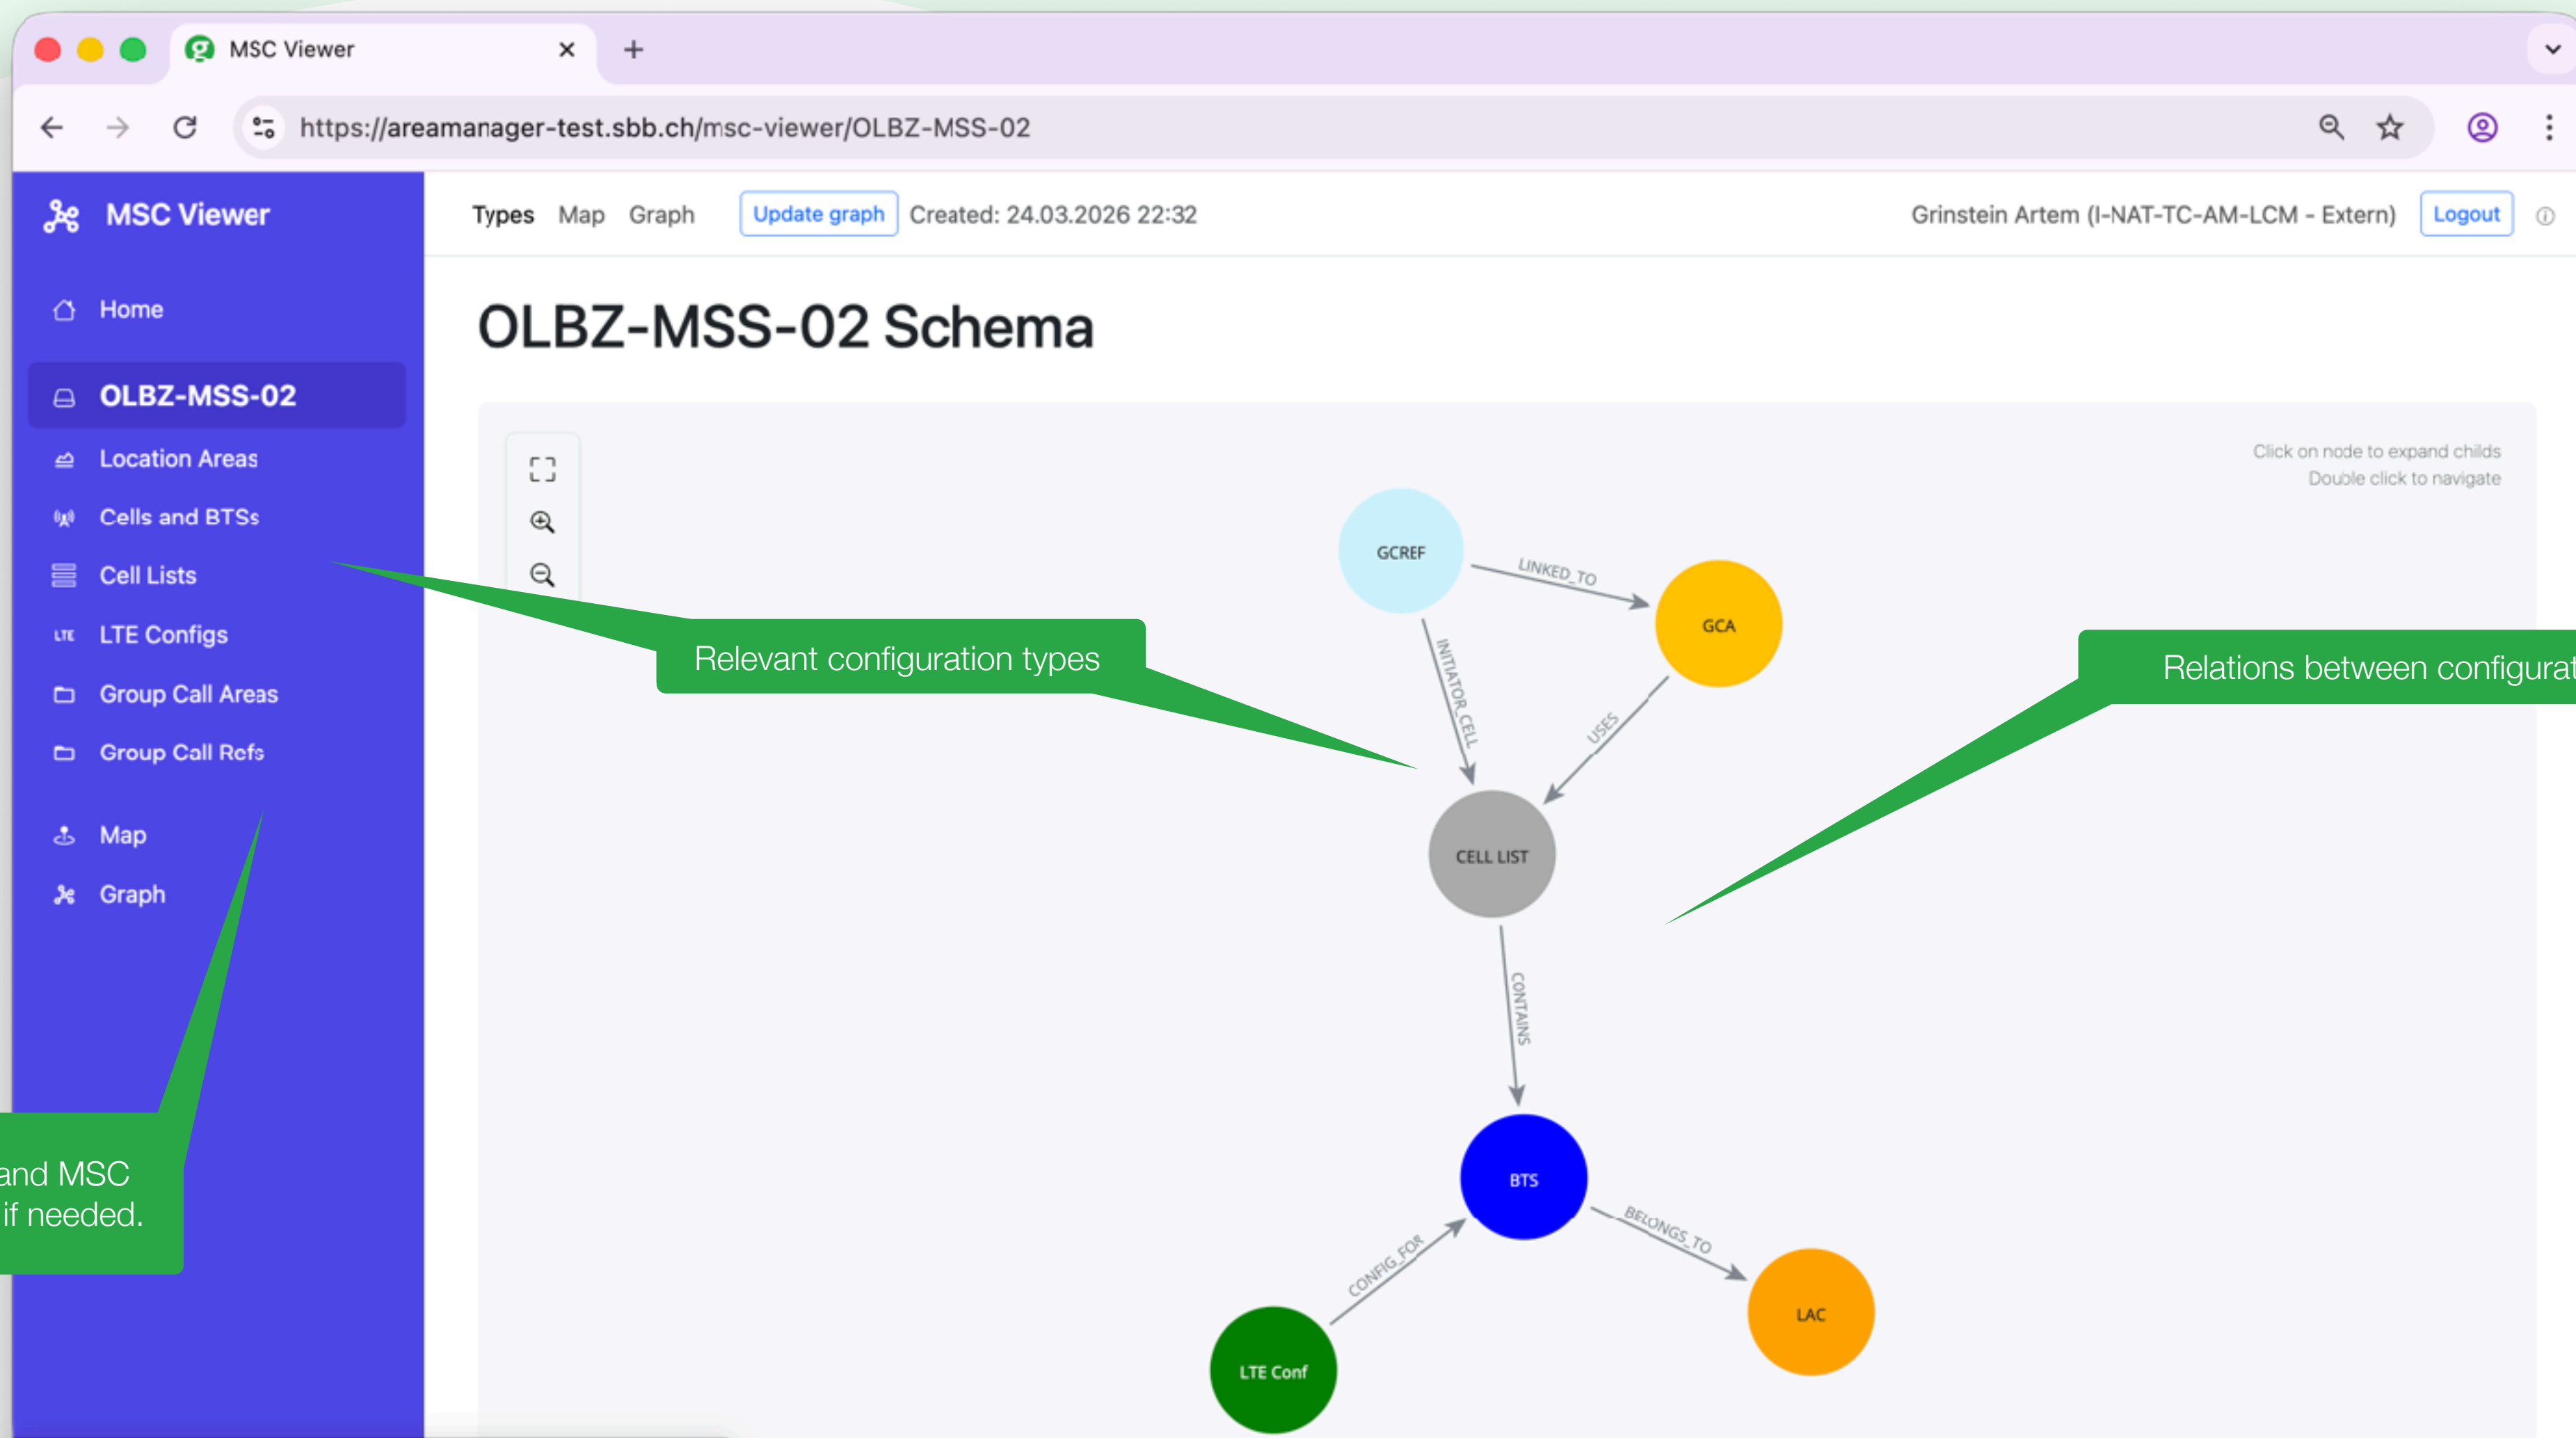 MSC Viewer
https://areamanager-test.sbb.ch/msc-viewer/OLBZ-MSS-02
MSC Viewer
Types Map Graph Update graph Created: 24.03.2026 22:32 Grinstein Artem (I-NAT-TC-AM-LCM - Extern) Logout
Home
OLBZ-MSS-02
Location Areas
Cells and BTSs
Cell Lists
LTE LTE Configs
Group Call Areas
Group Call Refs
Map
Graph
and MSC
if needed.
OLBZ-MSS-02 Schema
Click on node to expand childs
Double click to navigate
GCREF
LINKED_TO
GCA
INITIATOR_CELL
USES
Relevant configuration types
Relations between configurat
CELL LIST
CONTAINS
BTS
BELONGS_TO
CONFIG_FOR
LAC
LTE Conf